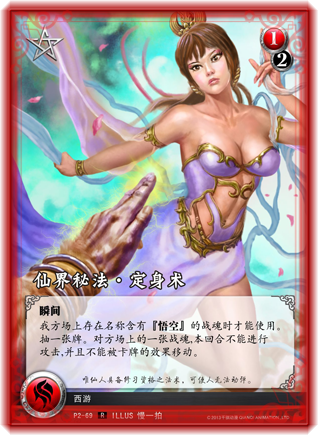 1
2
仙界秘法·定身术
瞬间
我方场上存在名称含有『悟空』的战魂时才能使用。
抽一张牌。对方场上的一张战魂,本回合不能进行
攻击,并且不能被卡牌的效果移动。
唯仙人具备修习资格之法术，可使人无法动弹。
西游
P2-69 R ILLUS 慢一拍